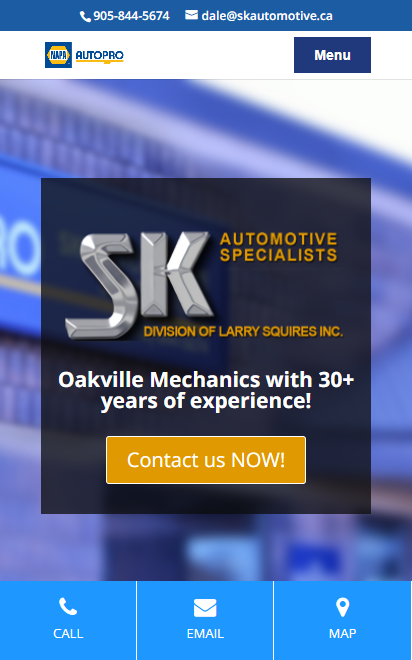 905-844-5674 dale@skautomotive.ca
NAPA AUTOPRO Menu
SK AUTOMOTIVE
SPECIALISTS
DIVISION OF LARRY SQUIRES INC.
Oakville Mechanics with 30+
years of experience!
Contact us NOW!
CALL EMAIL MAP